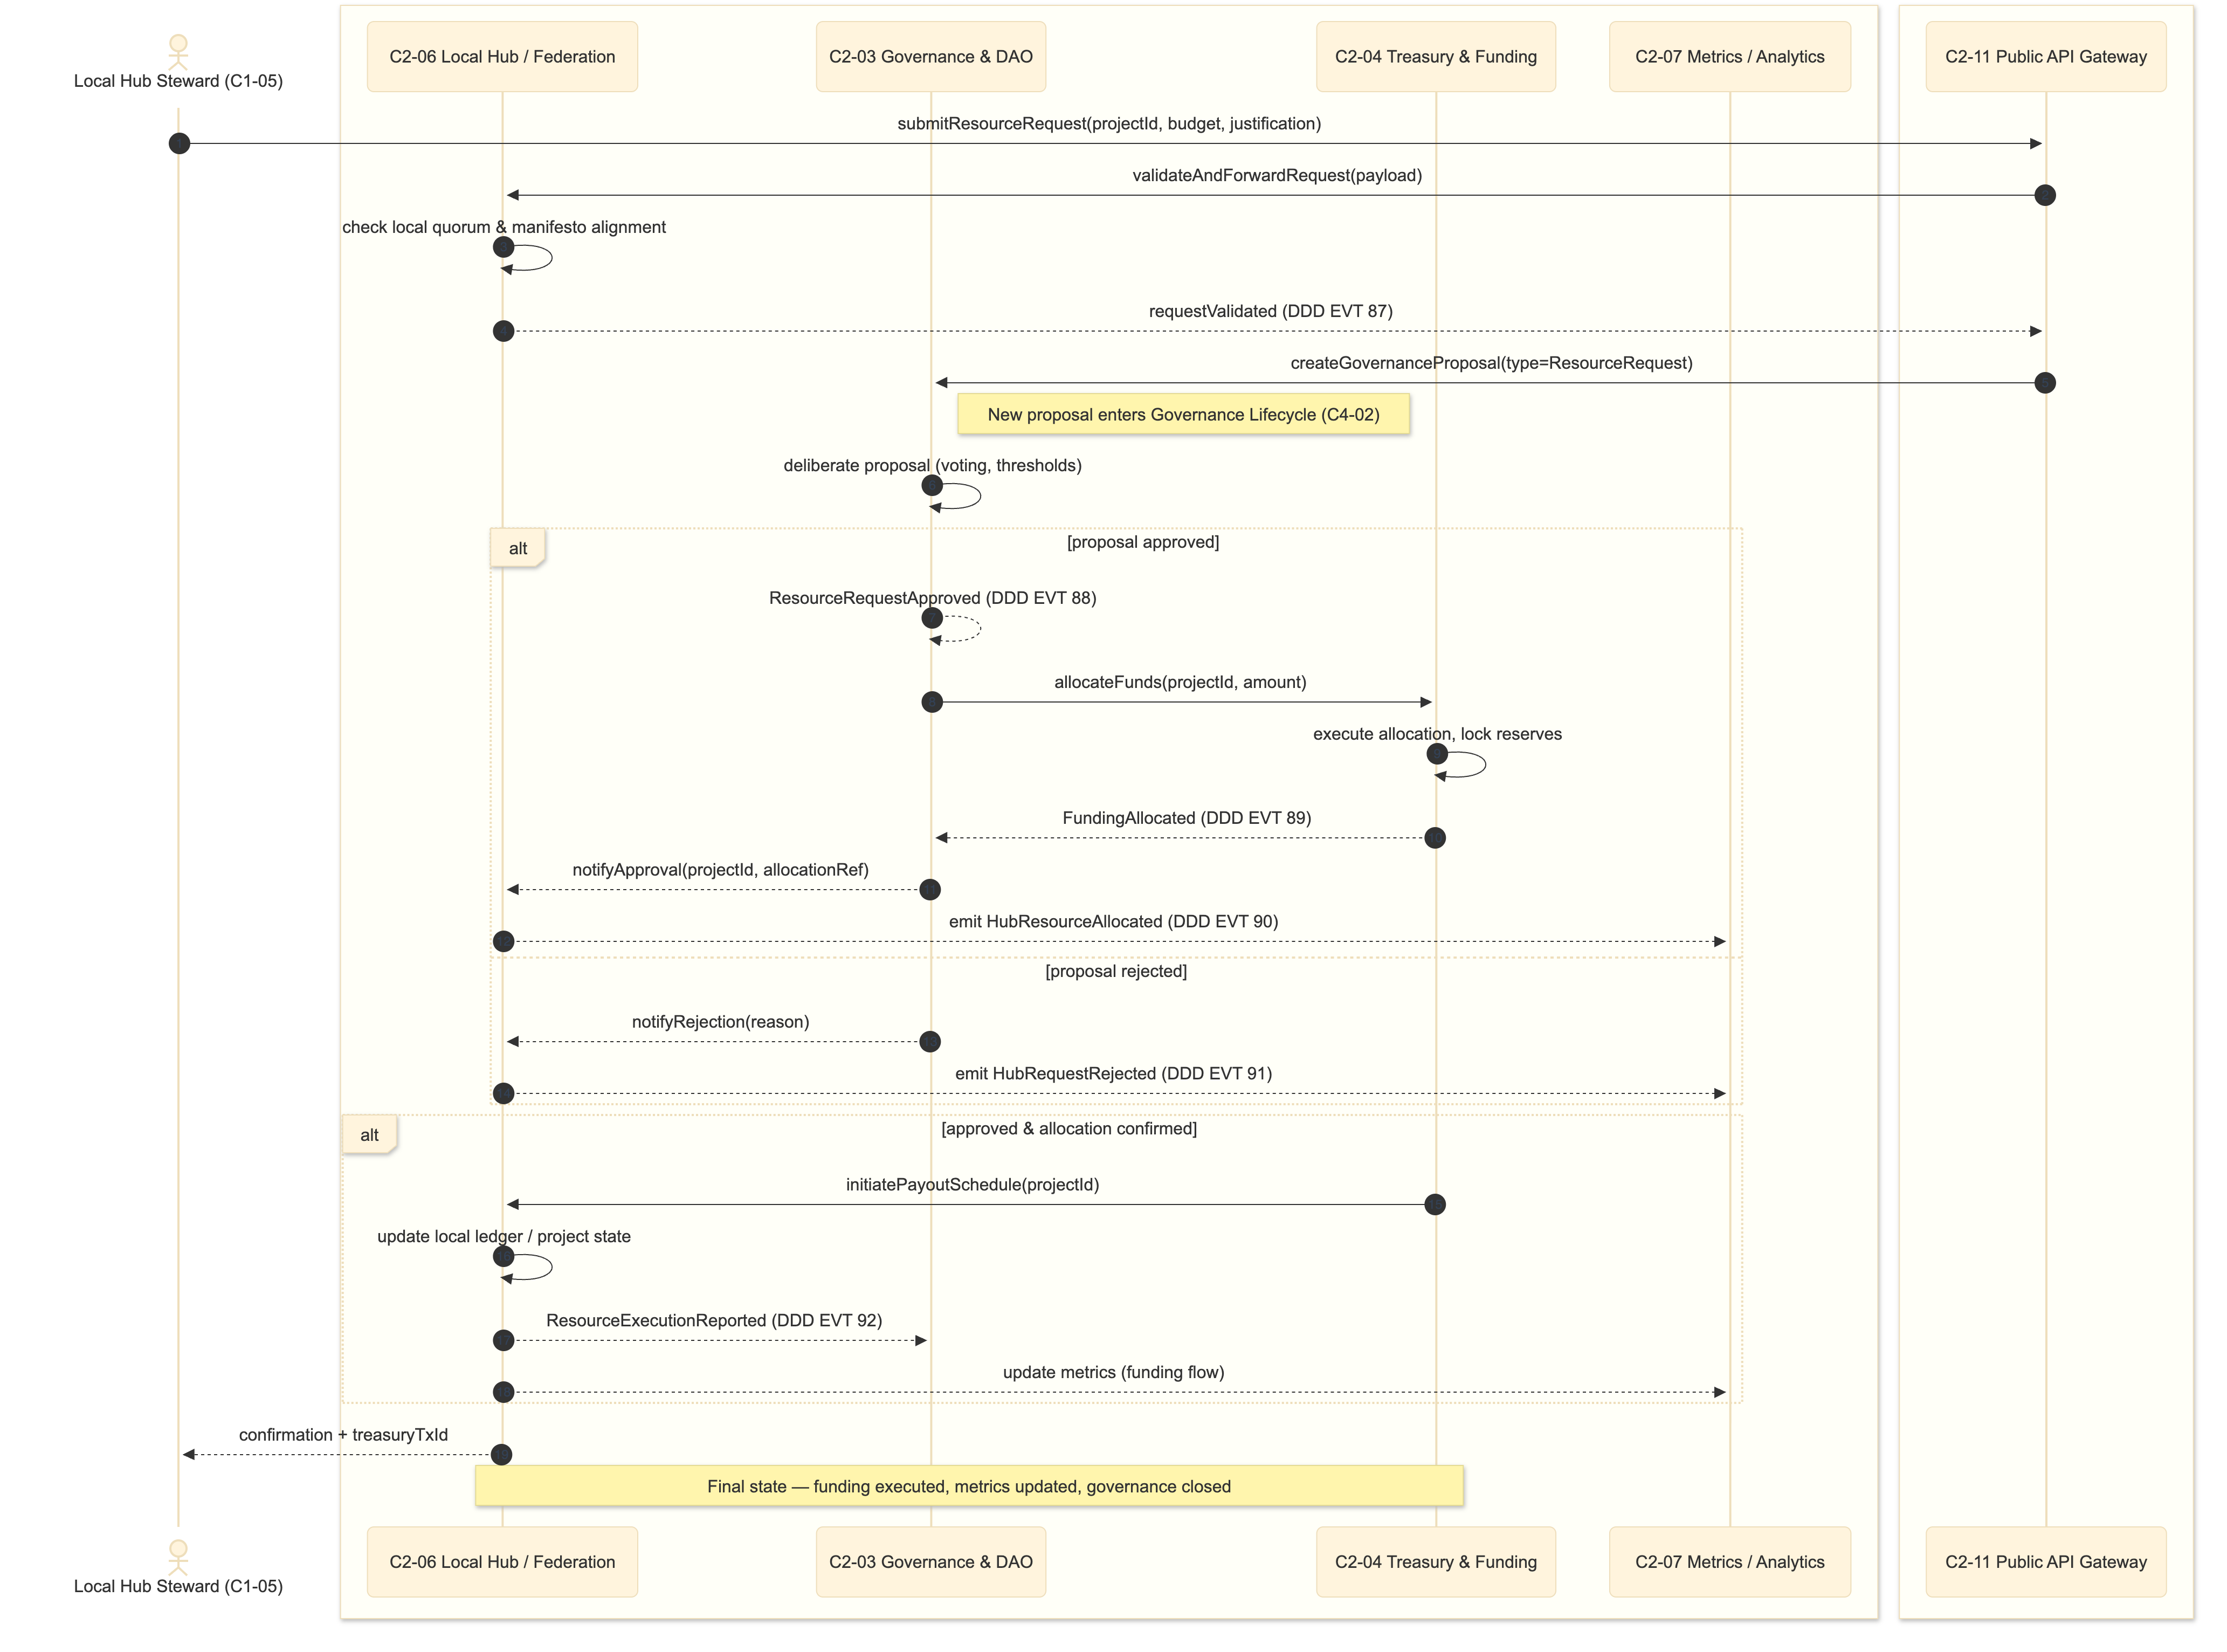 Local Hub Steward (C1-05)
C2-06 Local Hub / Federation
C2-03 Governance & DAO
C2-04 Treasury & Funding
C2-07 Metrics / Analytics
C2-11 Public API Gateway
submitResourceRequest(projectId, budget, justification)
validateAndForwardRequest(payload)
check local quorum & manifesto alignment
requestValidated (DDD EVT 87)
createGovernanceProposal(type=ResourceRequest)
New proposal enters Governance Lifecycle (C4-02)
deliberate proposal (voting, thresholds)
alt
[proposal approved]
ResourceRequestApproved (DDD EVT 88)
allocateFunds(projectId, amount)
execute allocation, lock reserves
FundingAllocated (DDD EVT 89)
notifyApproval(projectId, allocationRef)
emit HubResourceAllocated (DDD EVT 90)
[proposal rejected]
notifyRejection(reason)
emit HubRequestRejected (DDD EVT 91)
alt
[approved & allocation confirmed]
initiatePayoutSchedule(projectId)
update local ledger / project state
ResourceExecutionReported (DDD EVT 92)
update metrics (funding flow)
confirmation + treasuryTxId
Final state — funding executed, metrics updated, governance closed
Local Hub Steward (C1-05)
C2-06 Local Hub / Federation
C2-03 Governance & DAO
C2-04 Treasury & Funding
C2-07 Metrics / Analytics
C2-11 Public API Gateway